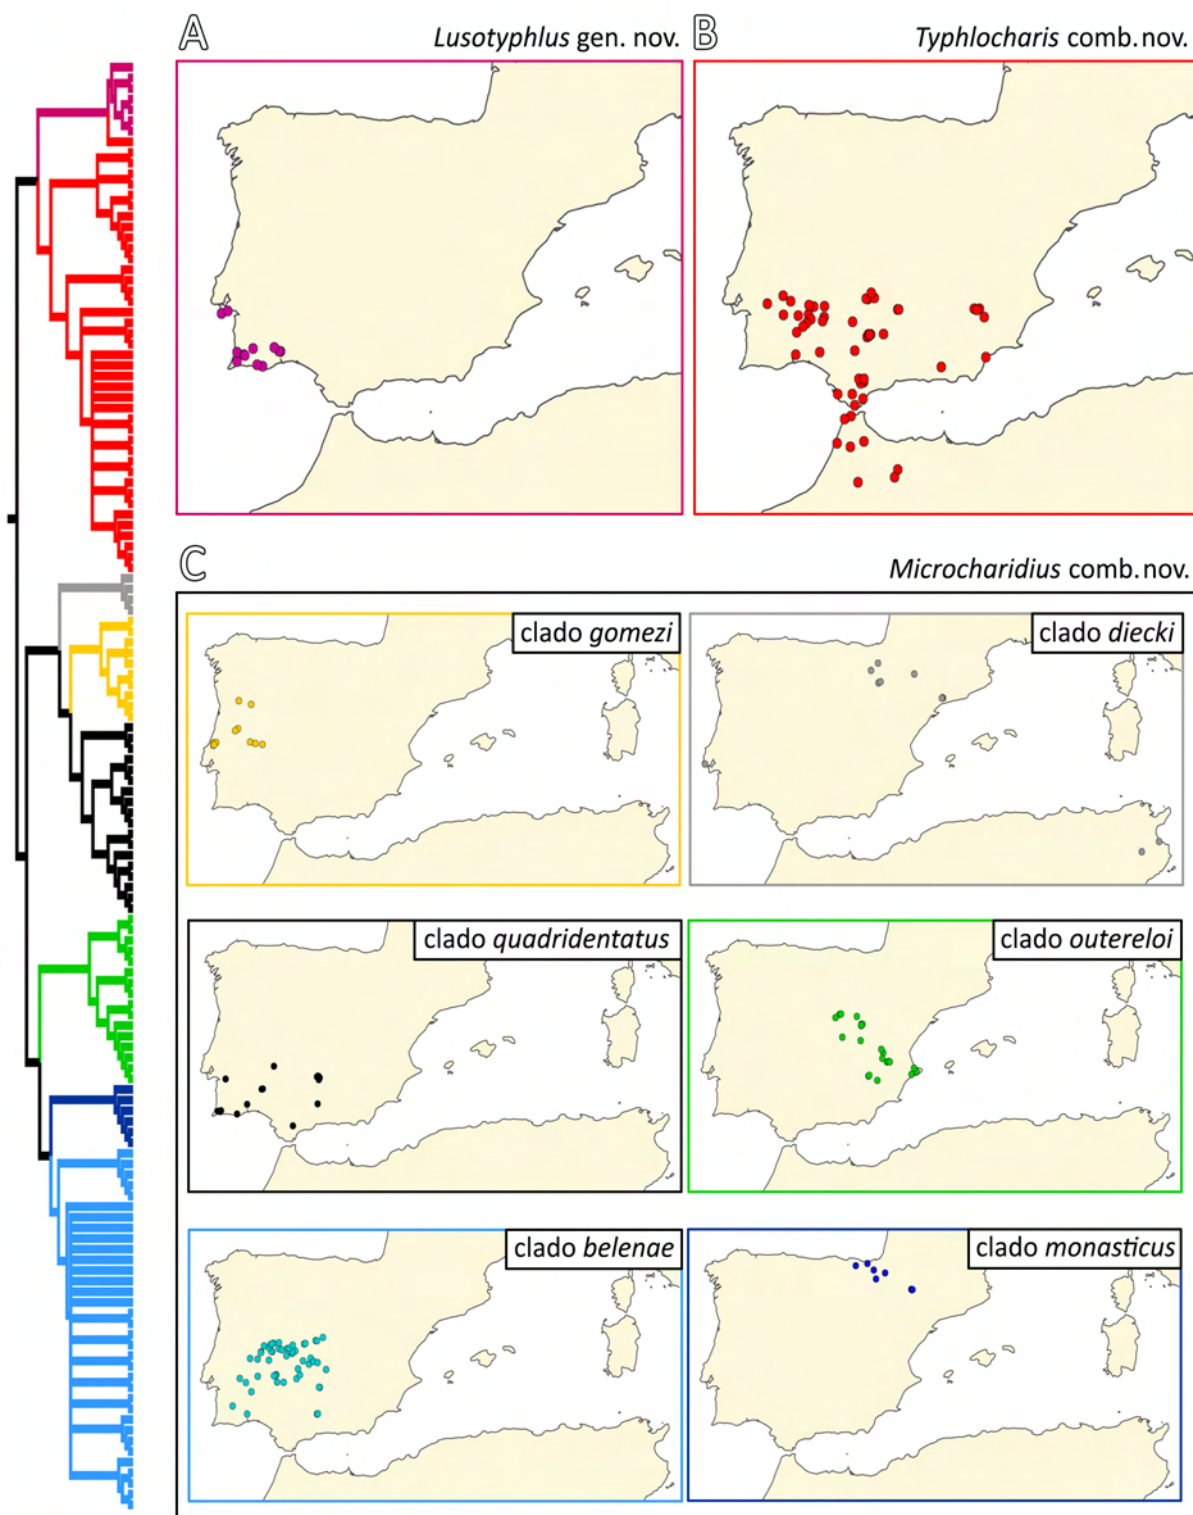 A
Lusotyphlus gen. nov.
B
Typhlocharis comb.nov.
C
Microcharidius comb.nov.
clado gomezi
clado diecki
clado quadridentatus
clado outereloi
clado belenae
clado monasticus